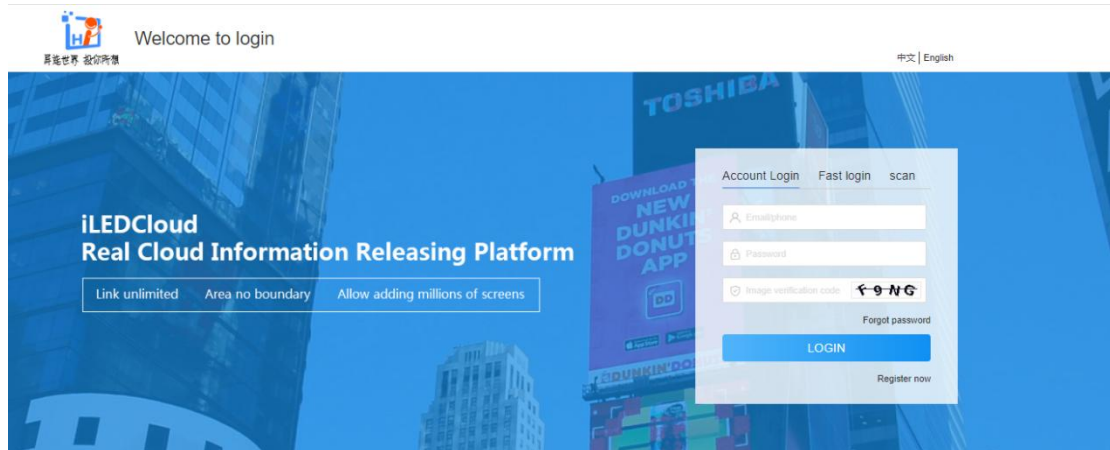 Welcome to login
中文 | English
TOSHIBA
Account Login Fast login scan
DOWNLOAD THE
NEW
DUNKIN'
DONUTS
APP
Email/phone
Password
iLEDCloud
Real Cloud Information Releasing Platform
Link unlimited Area no boundary Allow adding millions of screens
Image verification code F9NG
DD
Forgot password
LOGIN
DUNKIN' DO
Register now